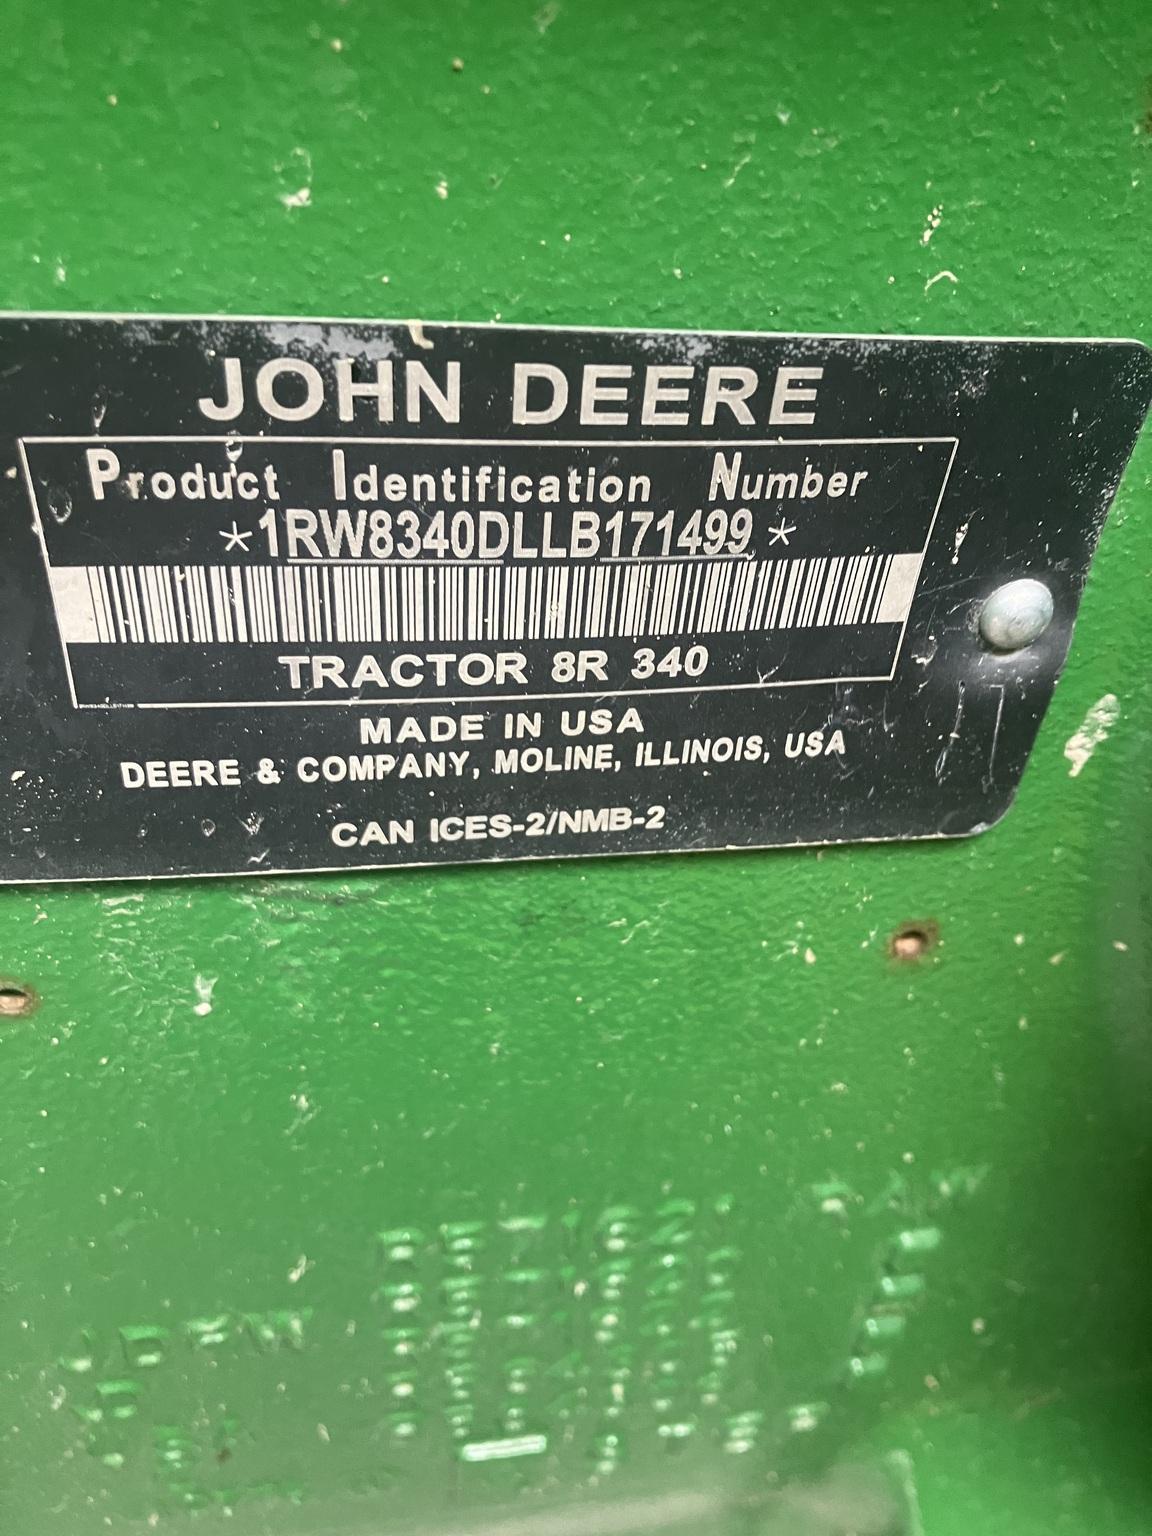 JOHN DEERE
Product Identification Number
*1RW8340DLLB171499*
TRACTOR 8R 340
MADE IN USA
DEERE & COMPANY, MOLINE, ILLINOIS, USA
CAN ICES-2/NMB-2